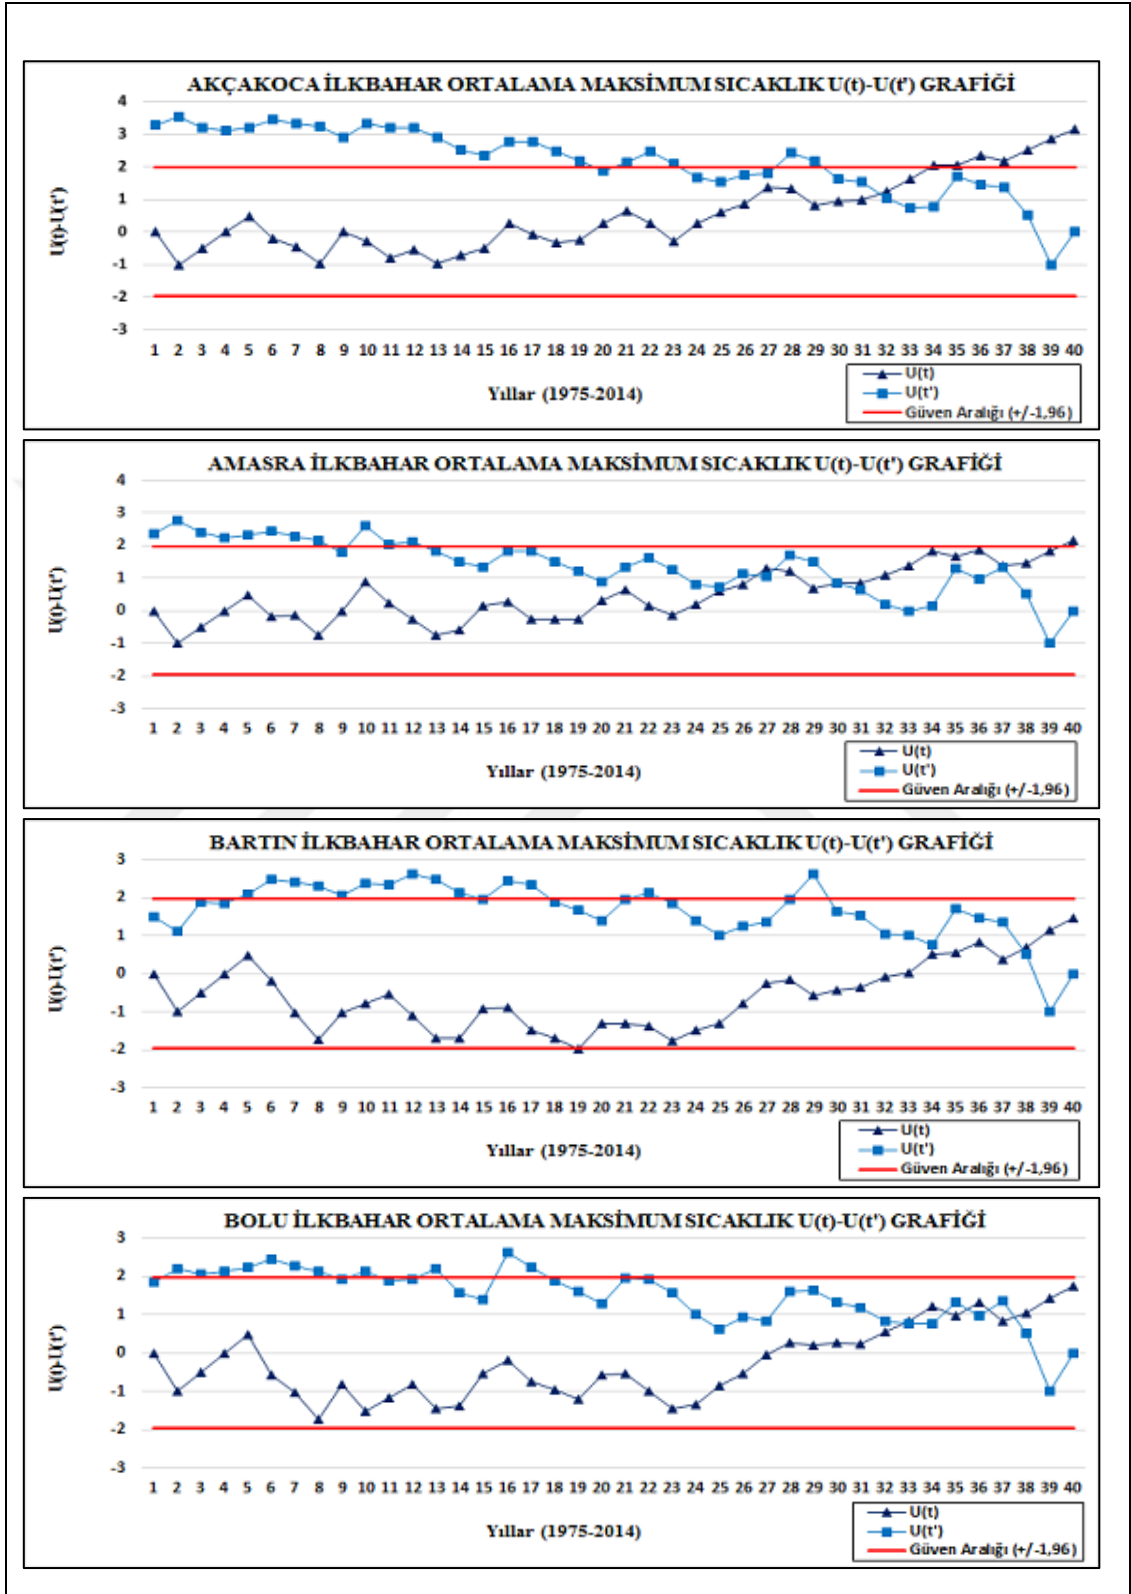 AKÇAKOCA İLKBAHAR ORTALAMA MAKSİMUM SICAKLIK U(t)-U(t') GRAFİĞİ
4
3
2
1
0
-1
-2
-3
U(t)-U(t')
1 2 3 4 5 6 7 8 9 10 11 12 13 14 15 16 17 18 19 20 21 22 23 24 25 26 27 28 29 30 31 32 33 34 35 36 37 38 39 40
Yıllar (1975-2014)
U(t)
U(t')
Güven Aralığı (+/-1,96)
AMASRA İLKBAHAR ORTALAMA MAKSİMUM SICAKLIK U(t)-U(t') GRAFİĞİ
4
3
2
1
0
-1
-2
-3
U(t)-U(t')
1 2 3 4 5 6 7 8 9 10 11 12 13 14 15 16 17 18 19 20 21 22 23 24 25 26 27 28 29 30 31 32 33 34 35 36 37 38 39 40
Yıllar (1975-2014)
U(t)
U(t')
Güven Aralığı (+/-1,96)
BARTIN İLKBAHAR ORTALAMA MAKSİMUM SICAKLIK U(t)-U(t') GRAFİĞİ
3
2
1
0
-1
-2
-3
U(t)-U(t')
1 2 3 4 5 6 7 8 9 10 11 12 13 14 15 16 17 18 19 20 21 22 23 24 25 26 27 28 29 30 31 32 33 34 35 36 37 38 39 40
Yıllar (1975-2014)
U(t)
U(t')
Güven Aralığı (+/-1,96)
BOLU İLKBAHAR ORTALAMA MAKSİMUM SICAKLIK U(t)-U(t') GRAFİĞİ
3
2
1
0
-1
-2
-3
U(t)-U(t')
1 2 3 4 5 6 7 8 9 10 11 12 13 14 15 16 17 18 19 20 21 22 23 24 25 26 27 28 29 30 31 32 33 34 35 36 37 38 39 40
Yıllar (1975-2014)
U(t)
U(t')
Güven Aralığı (+/-1,96)